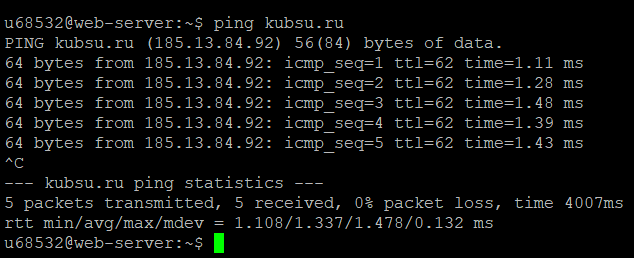 u68532@web-server:~$ ping kubsu.ru
PING kubsu.ru (185.13.84.92) 56(84) bytes of data.
64 bytes from 185.13.84.92: icmp_seq=1 ttl=62 time=1.11 ms
64 bytes from 185.13.84.92: icmp_seq=2 ttl=62 time=1.28 ms
64 bytes from 185.13.84.92: icmp_seq=3 ttl=62 time=1.48 ms
64 bytes from 185.13.84.92: icmp_seq=4 ttl=62 time=1.39 ms
64 bytes from 185.13.84.92: icmp_seq=5 ttl=62 time=1.43 ms
^C
--- kubsu.ru ping statistics ---
5 packets transmitted, 5 received, 0% packet loss, time 4007ms
rtt min/avg/max/mdev = 1.108/1.337/1.478/0.132 ms
u68532@web-server:~$